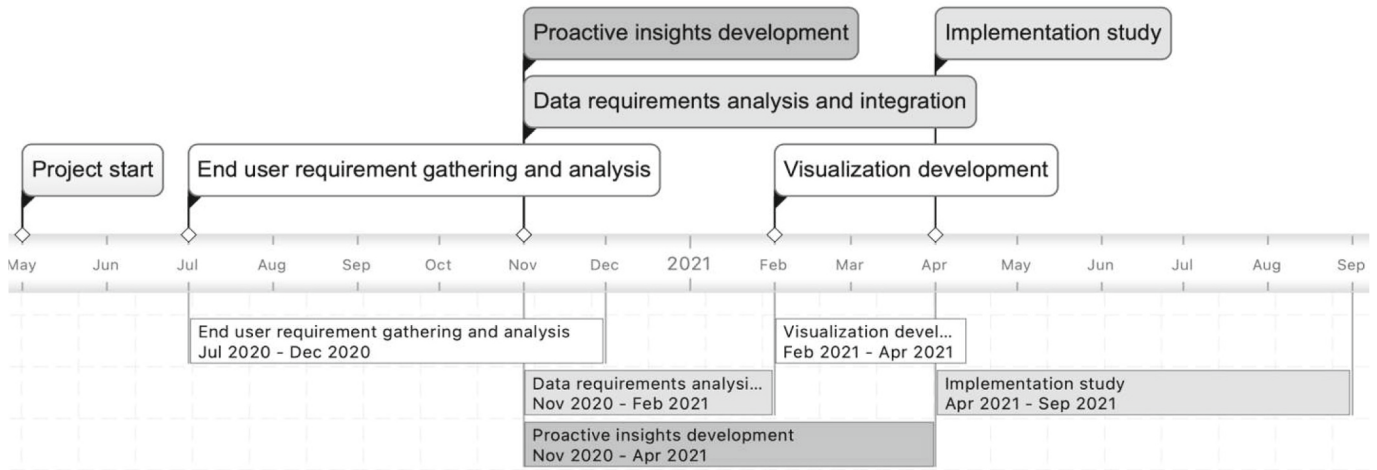 Proactive insights development
Implementation study
Data requirements analysis and integration
Project start
End user requirement gathering and analysis
Visualization development
May Jun Jul Aug Sep Oct Nov Dec 2021 Feb Mar Apr May Jun Jul Aug Sep
End user requirement gathering and analysis
Jul 2020 - Dec 2020
Visualization devel...
Feb 2021 - Apr 2021
Data requirements analysi...
Nov 2020 - Feb 2021
Implementation study
Apr 2021 - Sep 2021
Proactive insights development
Nov 2020 - Apr 2021